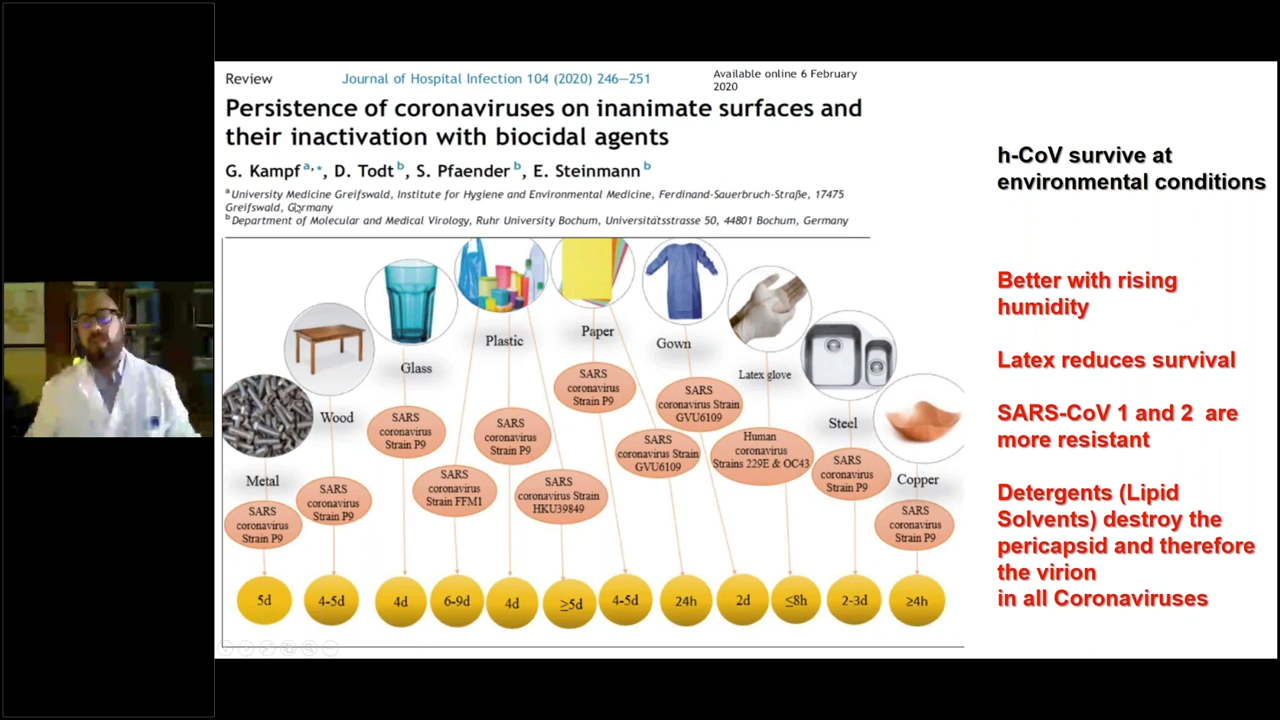 Review
Journal of Hospital Infection 104 (2020) 246–251
Available online 6 February
2020
Persistence of coronaviruses on inanimate surfaces and
their inactivation with biocidal agents
G. Kampf a,*, D. Todt b, S. Pfaender b, E. Steinmann b
a University Medicine Greifswald, Institute for Hygiene and Environmental Medicine, Ferdinand-Sauerbruch-Straße, 17475
Greifswald, Germany
b Department of Molecular and Medical Virology, Ruhr University Bochum, Universitätsstrasse 50, 44801 Bochum, Germany
Metal
Wood
Glass
Plastic
Paper
Gown
Latex glove
Steel
Copper
SARS
coronavirus
Strain P9
SARS
coronavirus
Strain P9
SARS
coronavirus
Strain P9
SARS
coronavirus
Strain FFM1
SARS
coronavirus
Strain P9
SARS
coronavirus Strain
HKU39849
SARS
coronavirus
Strain P9
SARS
coronavirus Strain
GVU6109
SARS
coronavirus Strain
GVU6109
Human
coronavirus
Strains 229E & OC43
SARS
coronavirus
Strain P9
SARS
coronavirus
Strain P9
5d
4-5d
4d
6-9d
4d
≥5d
4-5d
24h
2d
≤8h
2-3d
≥4h
h-CoV survive at
environmental conditions
Better with rising
humidity
Latex reduces survival
SARS-CoV 1 and 2 are
more resistant
Detergents (Lipid
Solvents) destroy the
pericapsid and therefore
the virion
in all Coronaviruses